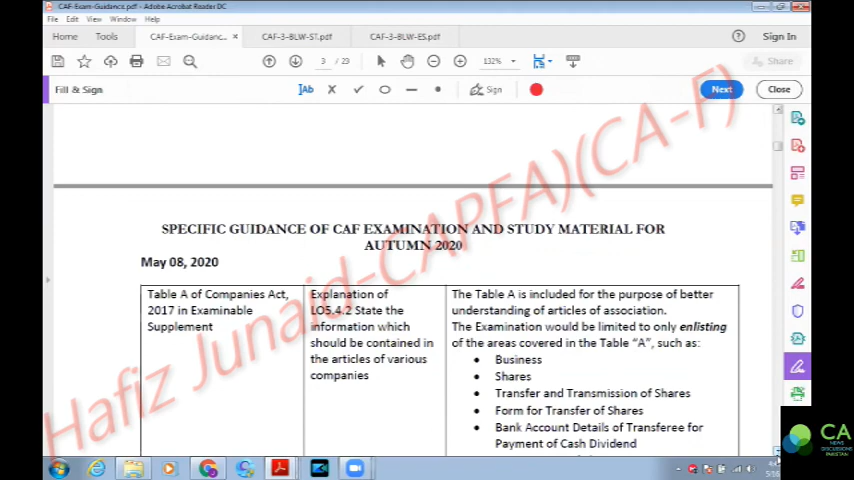 CAF-Exam-Guidance.pdf - Adobe Acrobat Reader DC
File Edit View Window Help
Home Tools CAF-Exam-Guidanc... × CAF-3-BLW-ST.pdf CAF-3-BLW-ES.pdf Sign In
3 / 23 132% Share
Fill & Sign Ab Sign Next Close
SPECIFIC GUIDANCE OF CAF EXAMINATION AND STUDY MATERIAL FOR
AUTUMN 2020
May 08, 2020
Table A of Companies Act,
2017 in Examinable
Supplement
Explanation of
LO5.4.2 State the
information which
should be contained in
the articles of various
companies
The Table A is included for the purpose of better
understanding of articles of association.
The Examination would be limited to only enlisting
of the areas covered in the Table “A”, such as:
• Business
• Shares
• Transfer and Transmission of Shares
• Form for Transfer of Shares
• Bank Account Details of Transferee for
Payment of Cash Dividend
Hafiz Junaid-CAPFA)(CA-F)
CA
NEWS
DISCUSSIONS
PAKISTAN